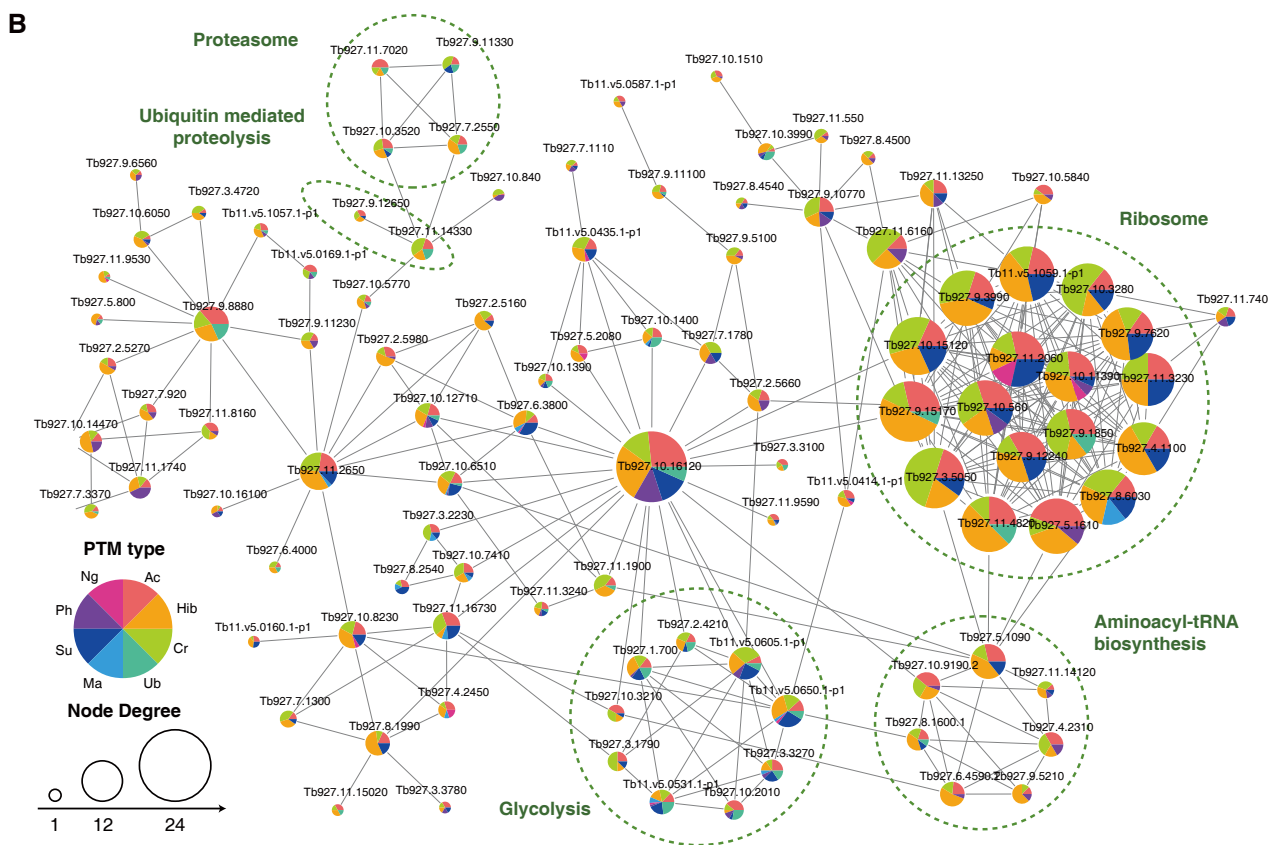 B
Proteasome
Tb927.11.7020
Tb927.9.11330
Tb927.10.1510
Tb11.v5.0587.1-p1
Ubiquitin mediated
proteolysis
Tb927.10.3520
Tb927.7.2550
Tb927.11.550
Tb927.10.3990
Tb927.8.4500
Tb927.9.6560
Tb927.7.1110
Tb927.9.11100
Tb927.10.840
Tb927.8.4540
Tb927.9.10770
Tb927.11.13250
Tb927.10.5840
Tb927.3.4720
Tb927.10.6050
Tb11.v5.1057.1-p1
Tb927.9.12650
Tb927.11.14330
Tb11.v5.0435.1-p1
Tb927.9.5100
Tb927.11.6160
Ribosome
Tb927.11.9530
Tb11.v5.0169.1-p1
Tb927.10.5770
Tb11.v5.1059.1-p1
Tb927.9.3990
Tb927.10.3280
Tb927.5.800
Tb927.9.8880
Tb927.2.5160
Tb927.11.740
Tb927.9.11230
Tb927.10.1400
Tb927.5.2080
Tb927.7.1780
Tb927.9.7620
Tb927.2.5270
Tb927.2.5980
Tb927.10.15120
Tb927.11.2060
Tb927.10.1390
Tb927.10.11390
Tb927.11.3230
Tb927.7.920
Tb927.10.12710
Tb927.6.3800
Tb927.2.5660
Tb927.11.8160
Tb927.9.15170
Tb927.10.560
Tb927.10.14470
Tb927.9.1850
Tb927.4.1100
Tb927.3.3100
Tb927.9.12240
Tb927.11.1740
Tb927.11.2650
Tb927.10.6510
Tb927.10.16120
Tb927.3.5050
Tb11.v5.0414.1-p1
Tb927.7.3370
Tb927.10.16100
Tb927.11.9590
Tb927.8.6030
Tb927.3.2230
Tb927.11.4820
Tb927.5.1610
PTM type
Tb927.6.4000
Tb927.10.7410
Tb927.8.2540
Tb927.11.1900
Ng
Ac
Tb927.11.3240
Ph
Hib
Tb927.10.8230
Tb927.11.16730
Tb11.v5.0160.1-p1
Su
Cr
Ma
Ub
Tb927.2.4210
Tb11.v5.0605.1-p1
Tb927.5.1090
Aminoacyl-tRNA
biosynthesis
Tb927.1.700
Tb927.10.9190.2
Tb927.11.14120
Tb11.v5.0650.1-p1
Tb927.10.3210
Node Degree
Tb927.7.1300
Tb927.4.2450
Tb927.8.1990
Tb927.8.1600.1
Tb927.4.2310
Tb927.3.1790
Tb927.3.3270
Tb11.v5.0531.1-p1
Tb927.6.4590.2
Tb927.9.5210
Tb927.11.15020
Tb927.3.3780
Tb927.10.2010
Glycolysis
1
12
24